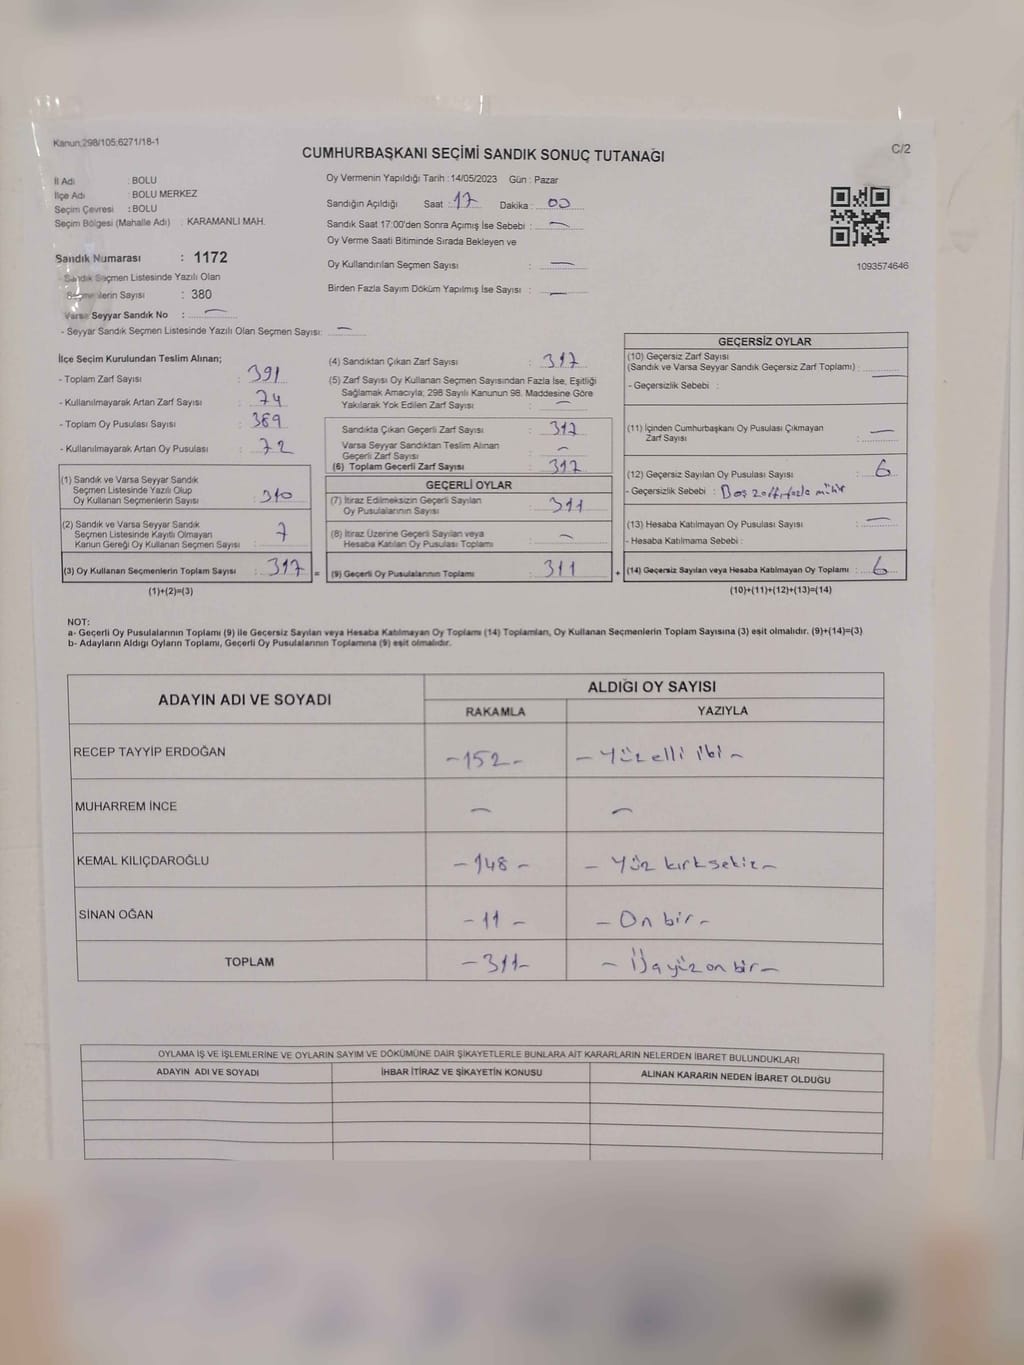 Kanun:298/105;6271/18-1
C/2
CUMHURBAŞKANI SEÇİMİ SANDIK SONUÇ TUTANAĞI
İl Adı : BOLU
İlçe Adı : BOLU MERKEZ
Seçim Çevresi : BOLU
Seçim Bölgesi (Mahalle Adı) : KARAMANLI MAH.
Sandık Numarası : 1172
Sandık Seçmen Listesinde Yazılı Olan
Seçmenlerin Sayısı : 380
Varsa Seyyar Sandık No : —
- Seyyar Sandık Seçmen Listesinde Yazılı Olan Seçmen Sayısı: —
Oy Vermenin Yapıldığı Tarih : 14/05/2023 Gün : Pazar
Sandığın Açıldığı Saat : 17 Dakika : 00
Sandık Saat 17:00'den Sonra Açılmış İse Sebebi : —
Oy Verme Saati Bitiminde Sırada Bekleyen ve
Oy Kullandırılan Seçmen Sayısı : —
Birden Fazla Sayım Döküm Yapılmış İse Sayısı : —
1093574646
İlçe Seçim Kurulundan Teslim Alınan;
- Toplam Zarf Sayısı : 391
- Kullanılmayarak Artan Zarf Sayısı : 74
- Toplam Oy Pusulası Sayısı : 389
- Kullanılmayarak Artan Oy Pusulası : 72
(1) Sandık ve Varsa Seyyar Sandık
Seçmen Listesinde Yazılı Olup
Oy Kullanan Seçmenlerin Sayısı : 310
(2) Sandık ve Varsa Seyyar Sandık
Seçmen Listesinde Kayıtlı Olmayan
Kanun Gereği Oy Kullanan Seçmen Sayısı : 7
(3) Oy Kullanan Seçmenlerin Toplam Sayısı : 317 =
(1)+(2)=(3)
(4) Sandıktan Çıkan Zarf Sayısı : 317
(5) Zarf Sayısı Oy Kullanan Seçmen Sayısından Fazla İse, Eşitliği
Sağlamak Amacıyla, 298 Sayılı Kanunun 98. Maddesine Göre
Yakılarak Yok Edilen Zarf Sayısı : —
Sandıkta Çıkan Geçerli Zarf Sayısı : 317
Varsa Seyyar Sandıktan Teslim Alınan
Geçerli Zarf Sayısı : —
(6) Toplam Geçerli Zarf Sayısı : 317
GEÇERLİ OYLAR
(7) İtiraz Edilmeksizin Geçerli Sayılan
Oy Pusulalarının Sayısı : 311
(8) İtiraz Üzerine Geçerli Sayılan veya
Hesaba Katılan Oy Pusulası Toplamı : —
(9) Geçerli Oy Pusulalarının Toplamı : 311 +
GEÇERSİZ OYLAR
(10) Geçersiz Zarf Sayısı
(Sandık ve Varsa Seyyar Sandık Geçersiz Zarf Toplamı) : —
- Geçersizlik Sebebi :
(11) İçinden Cumhurbaşkanı Oy Pusulası Çıkmayan
Zarf Sayısı : —
(12) Geçersiz Sayılan Oy Pusulası Sayısı : 6
- Geçersizlik Sebebi : Boş zarf, fazla mühür
(13) Hesaba Katılmayan Oy Pusulası Sayısı : —
- Hesaba Katılmama Sebebi :
(14) Geçersiz Sayılan veya Hesaba Katılmayan Oy Toplamı : 6
(10)+(11)+(12)+(13)=(14)
NOT:
a- Geçerli Oy Pusulalarının Toplamı (9) ile Geçersiz Sayılan veya Hesaba Katılmayan Oy Toplamı (14) Toplamları, Oy Kullanan Seçmenlerin Toplam Sayısına (3) eşit olmalıdır. (9)+(14)=(3)
b- Adayların Aldığı Oyların Toplamı, Geçerli Oy Pusulalarının Toplamına (9) eşit olmalıdır.
ADAYIN ADI VE SOYADI ALDIĞI OY SAYISI
RAKAMLA YAZIYLA
RECEP TAYYİP ERDOĞAN -152- - Yüzelli iki -
MUHARREM İNCE — —
KEMAL KILIÇDAROĞLU -148- - Yüz kırksekiz -
SİNAN OĞAN -11- - On bir -
TOPLAM -311- - Üçyüzonbir -
OYLAMA İŞ VE İŞLEMLERİNE VE OYLARIN SAYIM VE DÖKÜMÜNE DAİR ŞİKAYETLERLE BUNLARA AİT KARARLARIN NELERDEN İBARET BULUNDUKLARI
ADAYIN ADI VE SOYADI İHBAR İTİRAZ VE ŞİKAYETİN KONUSU ALINAN KARARIN NEDEN İBARET OLDUĞU